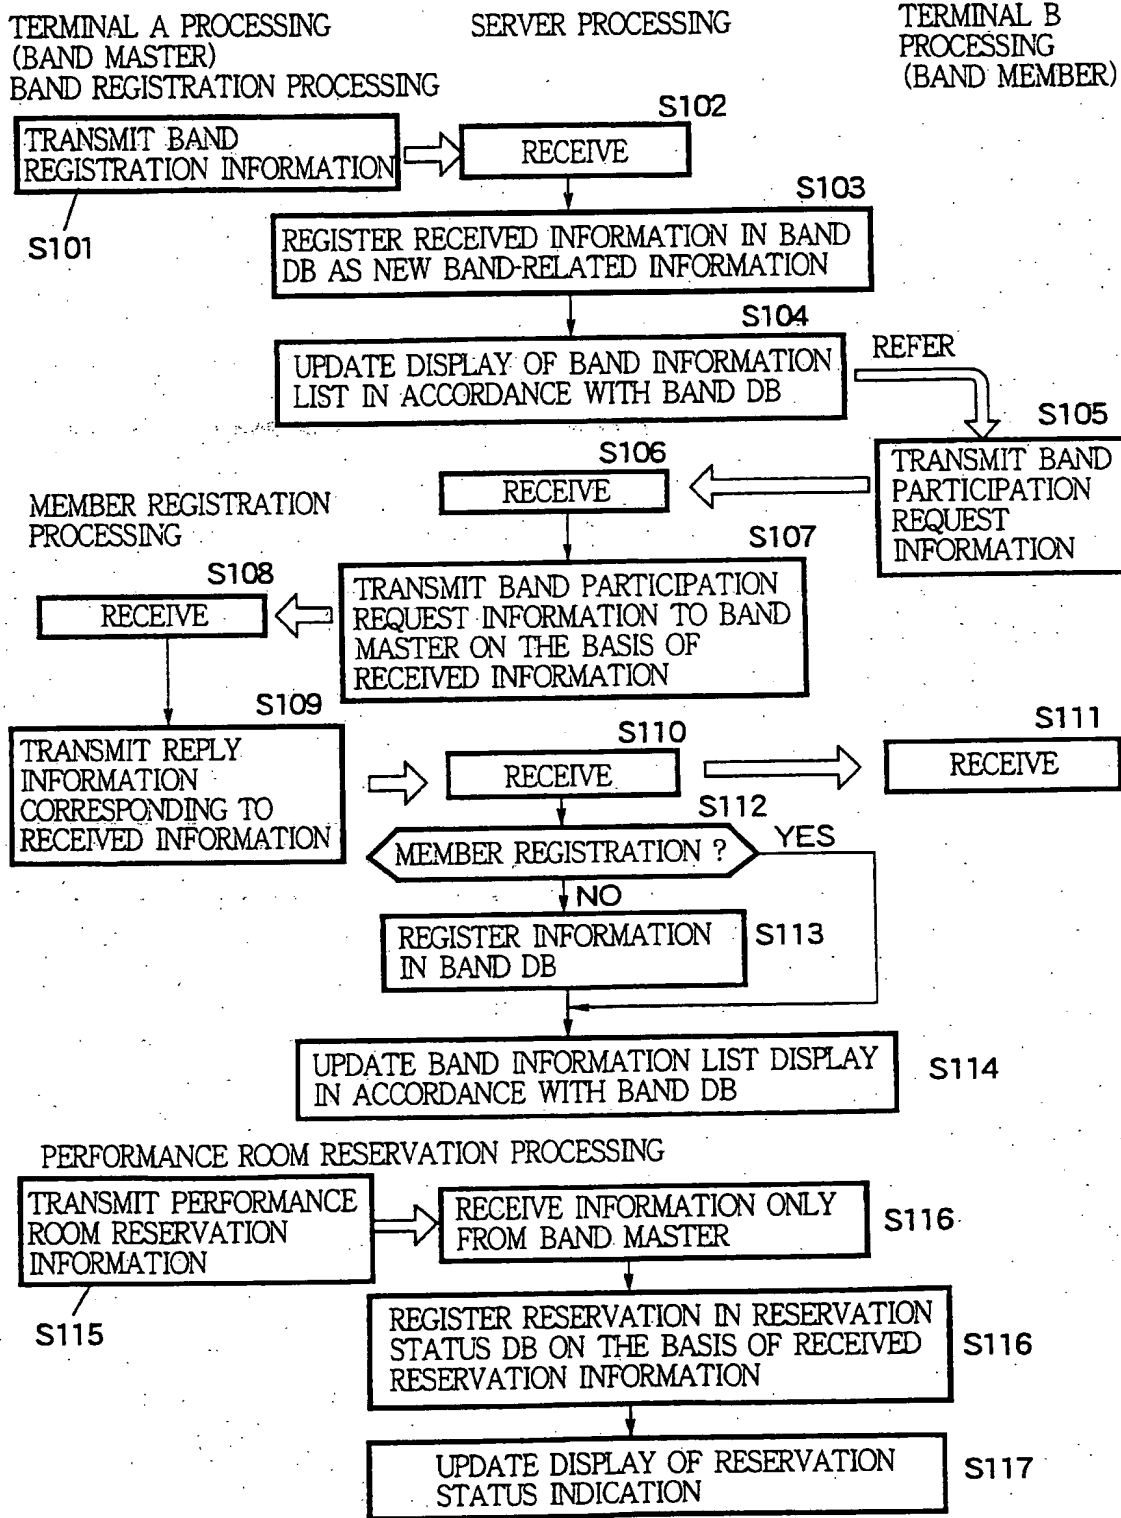 TERMINAL A PROCESSING
(BAND MASTER)
BAND REGISTRATION PROCESSING
SERVER PROCESSING
TERMINAL B
PROCESSING
(BAND MEMBER)
TRANSMIT BAND
REGISTRATION INFORMATION
S101
S102
RECEIVE
S103
REGISTER RECEIVED INFORMATION IN BAND
DB AS NEW BAND-RELATED INFORMATION
S104
UPDATE DISPLAY OF BAND INFORMATION
LIST IN ACCORDANCE WITH BAND DB
REFER
S105
TRANSMIT BAND
PARTICIPATION
REQUEST
INFORMATION
S106
RECEIVE
MEMBER REGISTRATION
PROCESSING
S107
TRANSMIT BAND PARTICIPATION
REQUEST INFORMATION TO BAND
MASTER ON THE BASIS OF
RECEIVED INFORMATION
S108
RECEIVE
S109
TRANSMIT REPLY
INFORMATION
CORRESPONDING TO
RECEIVED INFORMATION
S110
RECEIVE
S111
RECEIVE
S112
MEMBER REGISTRATION ?
YES
NO
REGISTER INFORMATION
IN BAND DB
S113
UPDATE BAND INFORMATION LIST DISPLAY
IN ACCORDANCE WITH BAND DB
S114
PERFORMANCE ROOM RESERVATION PROCESSING
TRANSMIT PERFORMANCE
ROOM RESERVATION
INFORMATION
S115
RECEIVE INFORMATION ONLY
FROM BAND MASTER
S116
REGISTER RESERVATION IN RESERVATION
STATUS DB ON THE BASIS OF RECEIVED
RESERVATION INFORMATION
S116
UPDATE DISPLAY OF RESERVATION
STATUS INDICATION
S117